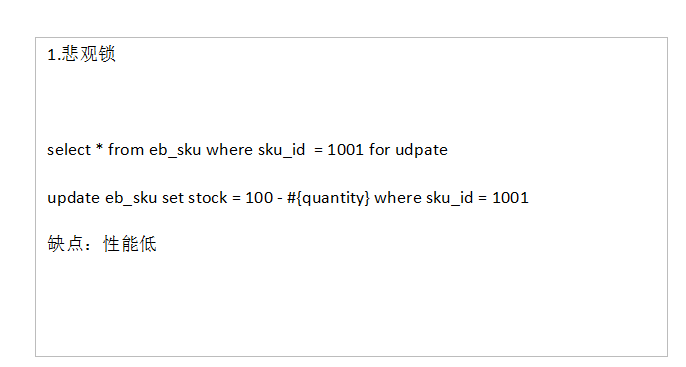 1.悲观锁
select * from eb_sku where sku_id  = 1001 for udpate
update eb_sku set stock = 100 - #{quantity} where sku_id = 1001
缺点：性能低